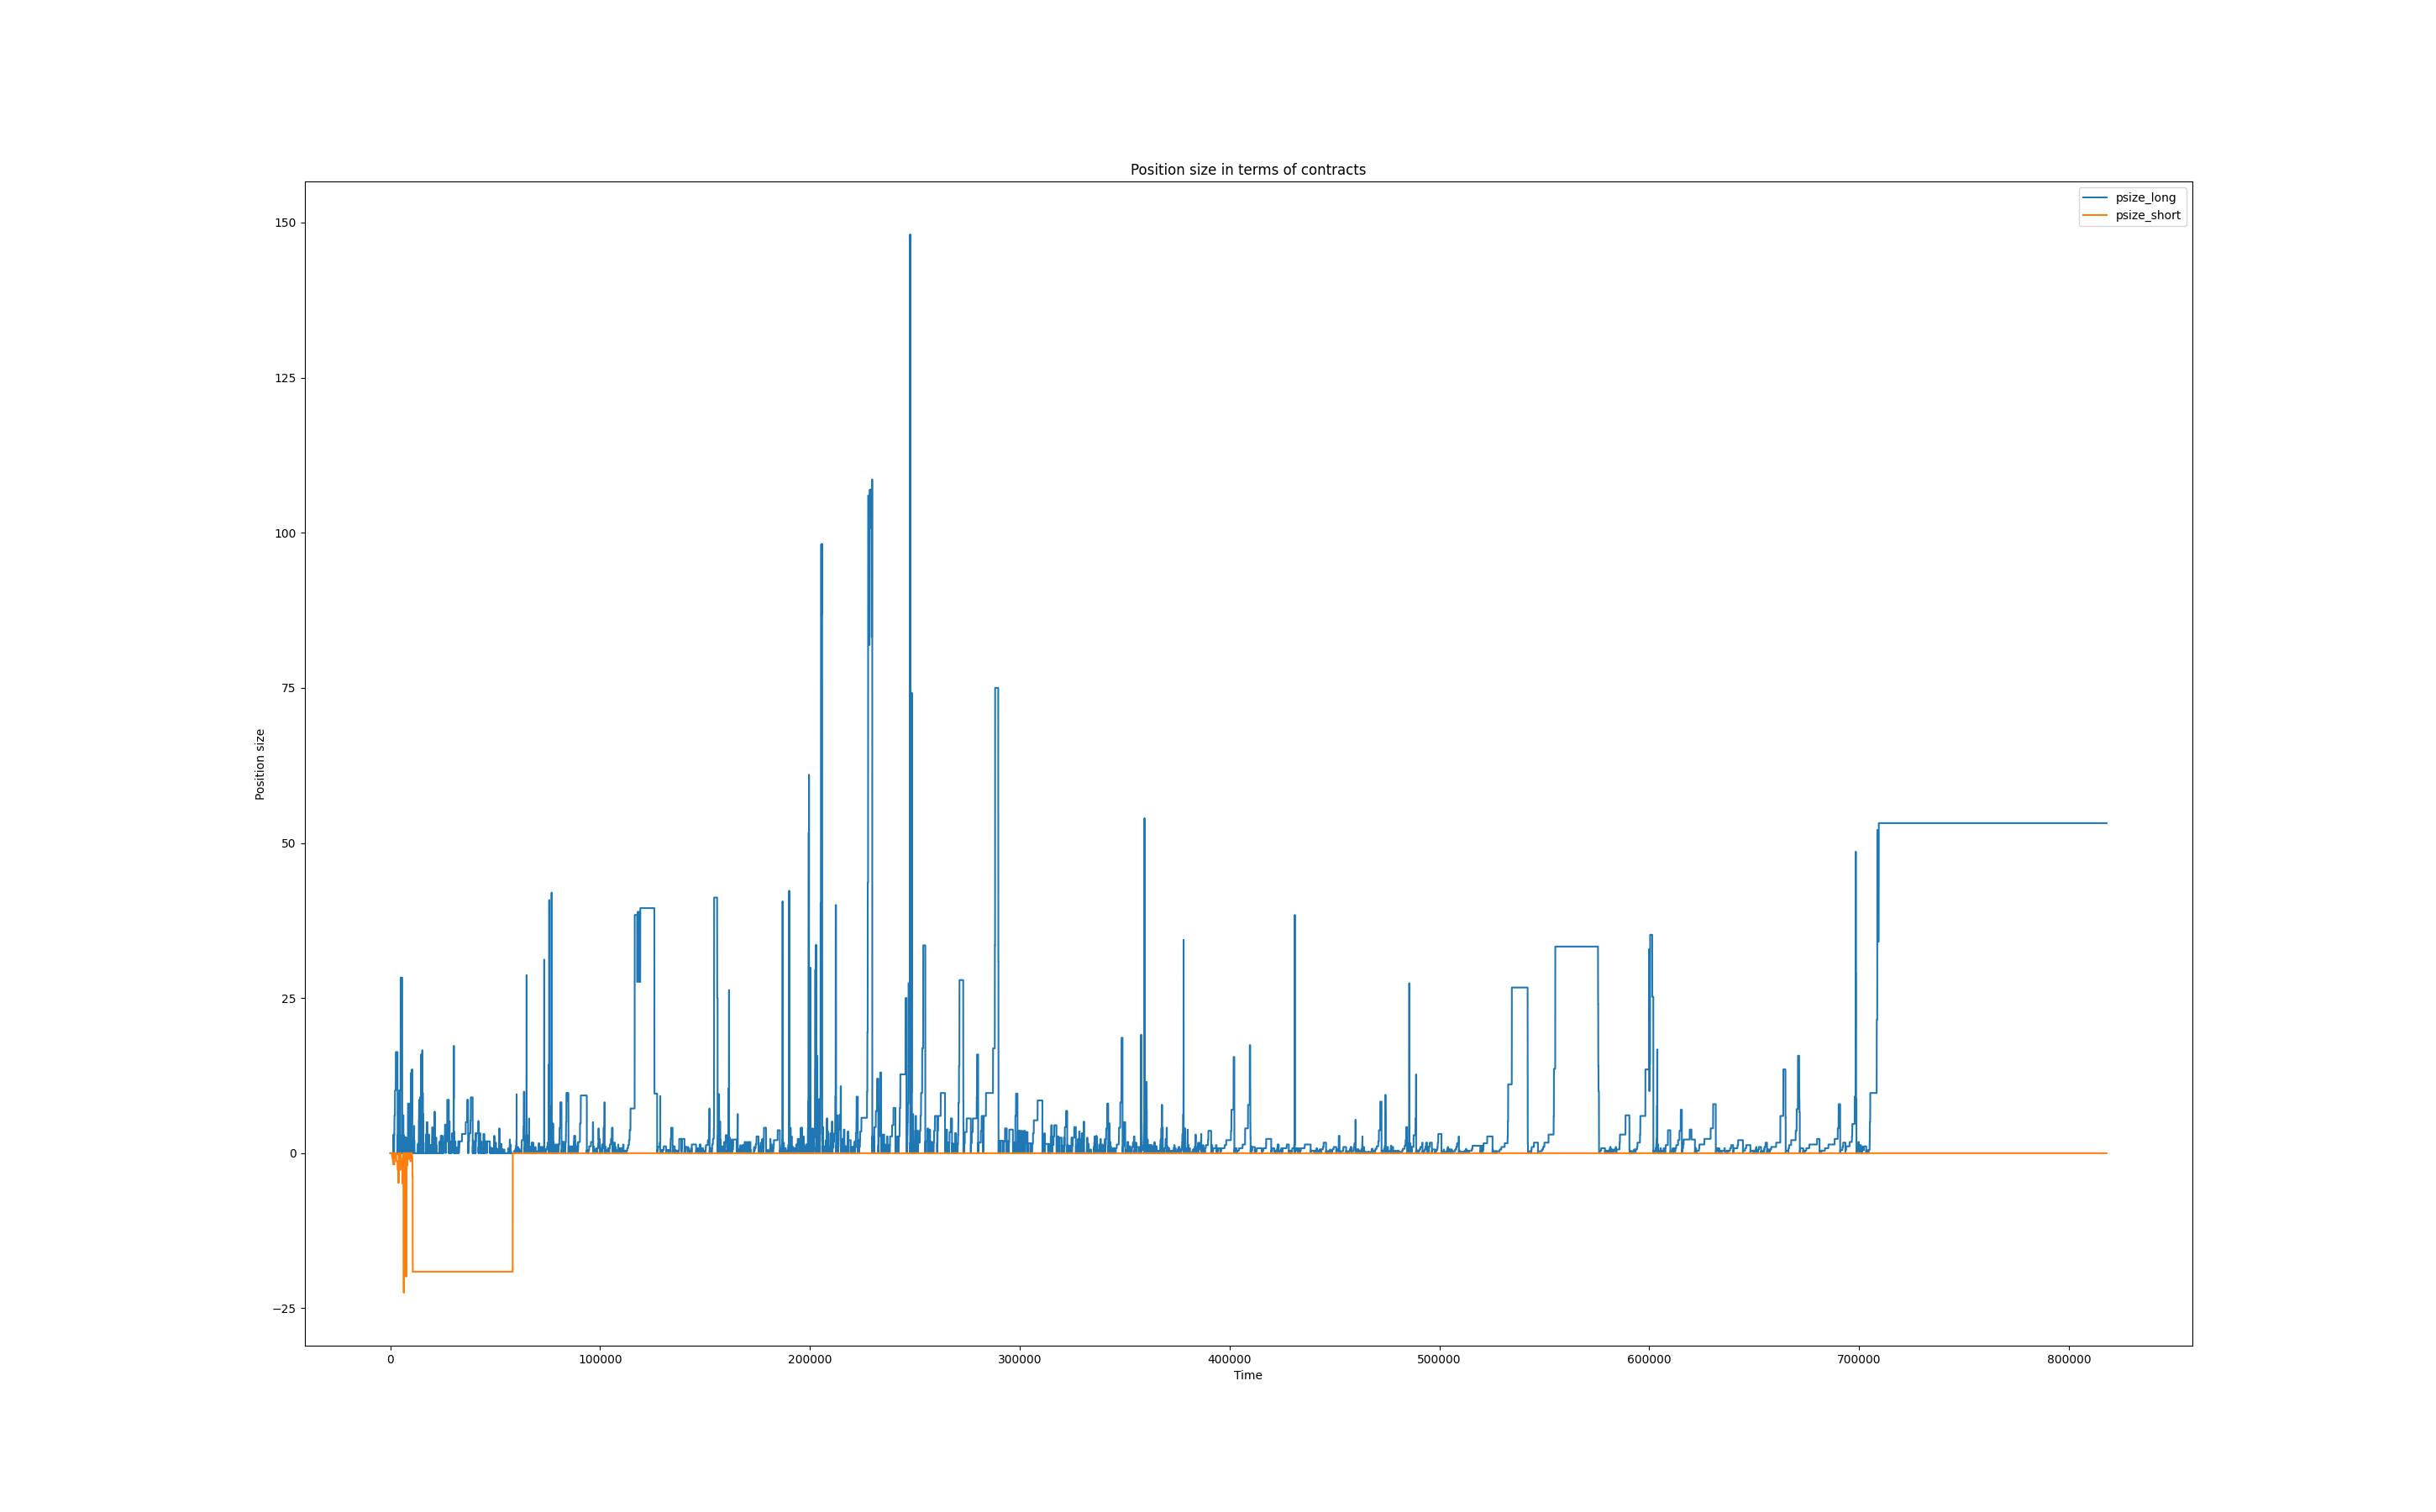 Position size in terms of contracts
psize_long
psize_short
150
125
100
75
50
25
0
−25
Position size
0 100000 200000 300000 400000 500000 600000 700000 800000
Time